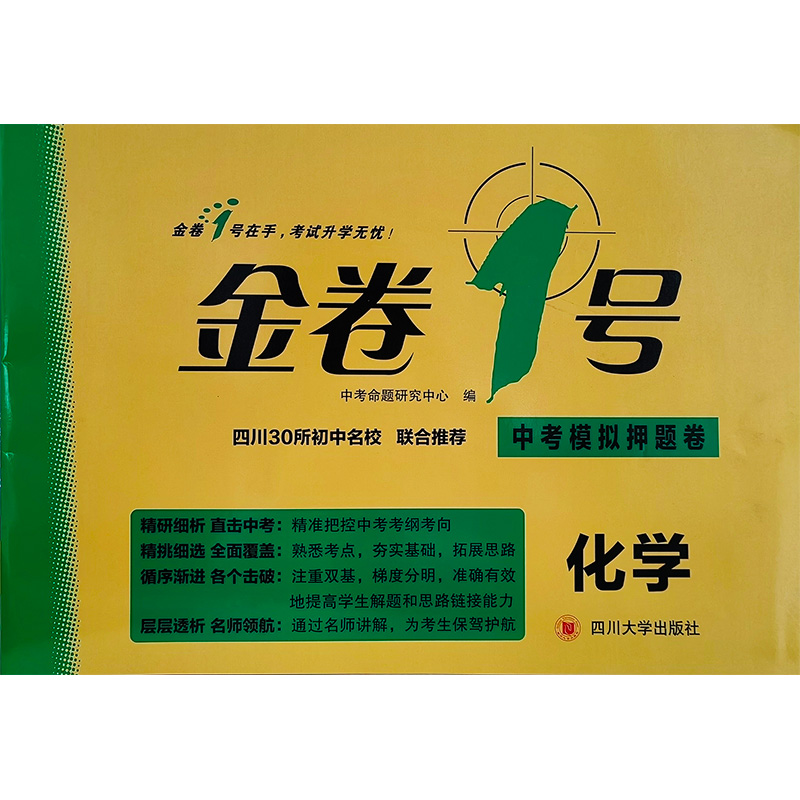 金卷1号在手，考试升学无忧！
金卷1号
中考命题研究中心 编
四川30所初中名校 联合推荐
中考模拟押题卷
精研细析 直击中考：精准把控中考考纲考向
精挑细选 全面覆盖：熟悉考点，夯实基础，拓展思路
循序渐进 各个击破：注重双基，梯度分明，准确有效
地提高学生解题和思路链接能力
层层透析 名师领航：通过名师讲解，为考生保驾护航
化学
四川大学出版社